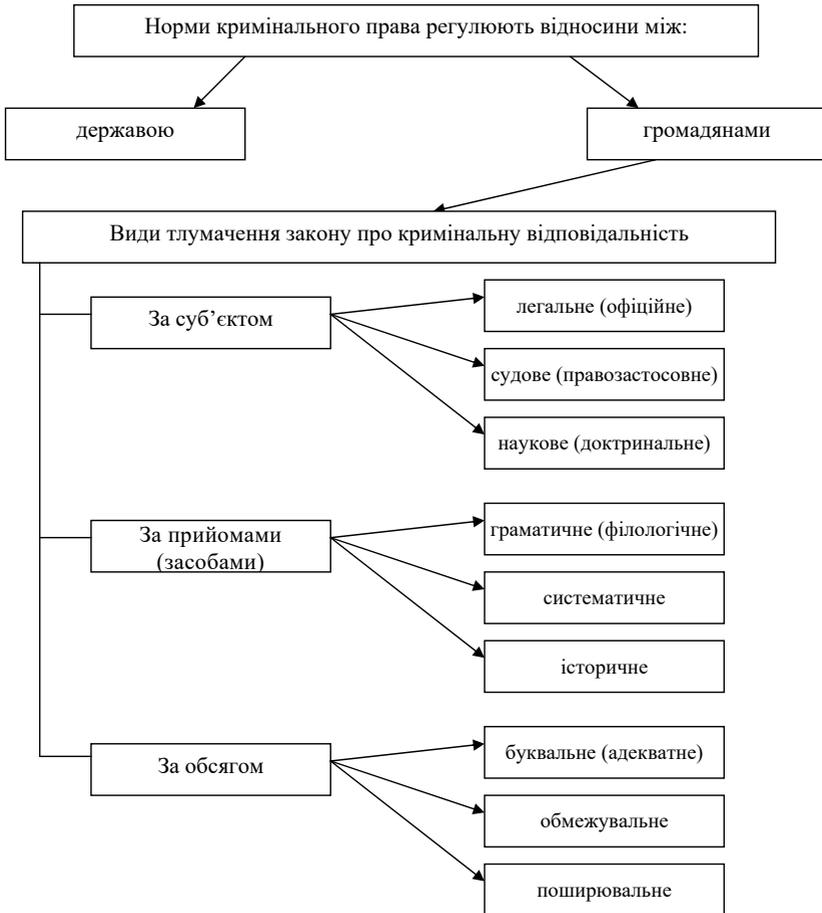 Норми кримінального права регулюють відносини між:
державою
громадянами
Види тлумачення закону про кримінальну відповідальність
За суб’єктом
легальне (офіційне)
судове (правозастосовне)
наукове (доктринальне)
За прийомами
(засобами)
граматичне (філологічне)
систематичне
історичне
За обсягом
буквальне (адекватне)
обмежувальне
поширювальне